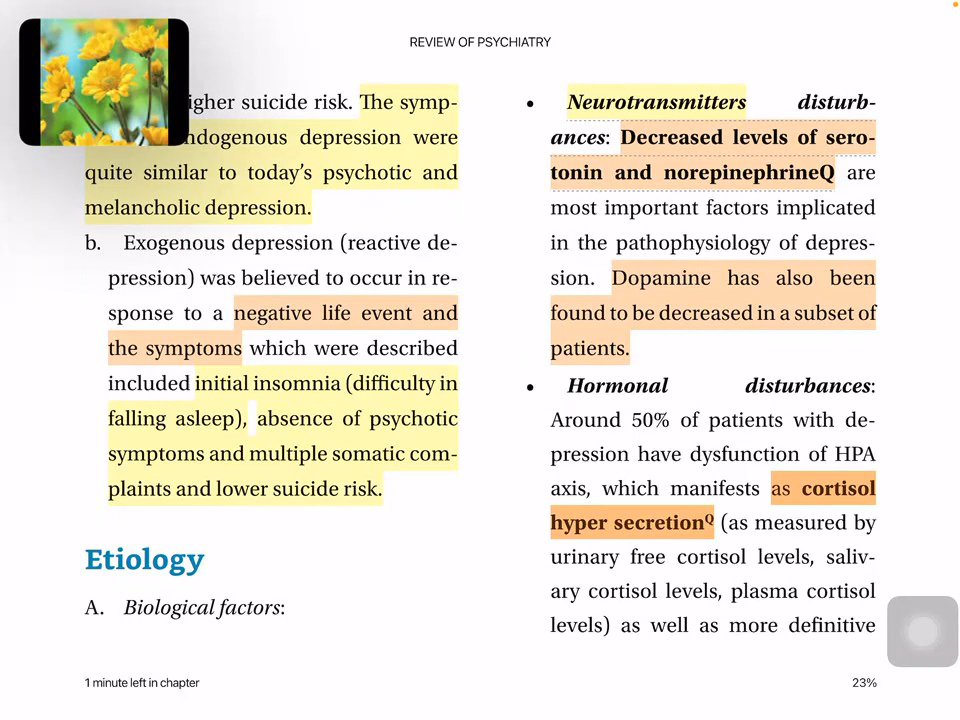 REVIEW OF PSYCHIATRY
igher suicide risk. The symp-
ndogenous depression were
quite similar to today’s psychotic and
melancholic depression.
b. Exogenous depression (reactive de-
pression) was believed to occur in re-
sponse to a negative life event and
the symptoms which were described
included initial insomnia (difficulty in
falling asleep), absence of psychotic
symptoms and multiple somatic com-
plaints and lower suicide risk.
Etiology
A. Biological factors:
• Neurotransmitters disturb-
ances: Decreased levels of sero-
tonin and norepinephrineQ are
most important factors implicated
in the pathophysiology of depres-
sion. Dopamine has also been
found to be decreased in a subset of
patients.
• Hormonal disturbances:
Around 50% of patients with de-
pression have dysfunction of HPA
axis, which manifests as cortisol
hyper secretionQ (as measured by
urinary free cortisol levels, saliv-
ary cortisol levels, plasma cortisol
levels) as well as more definitive
1 minute left in chapter
23%